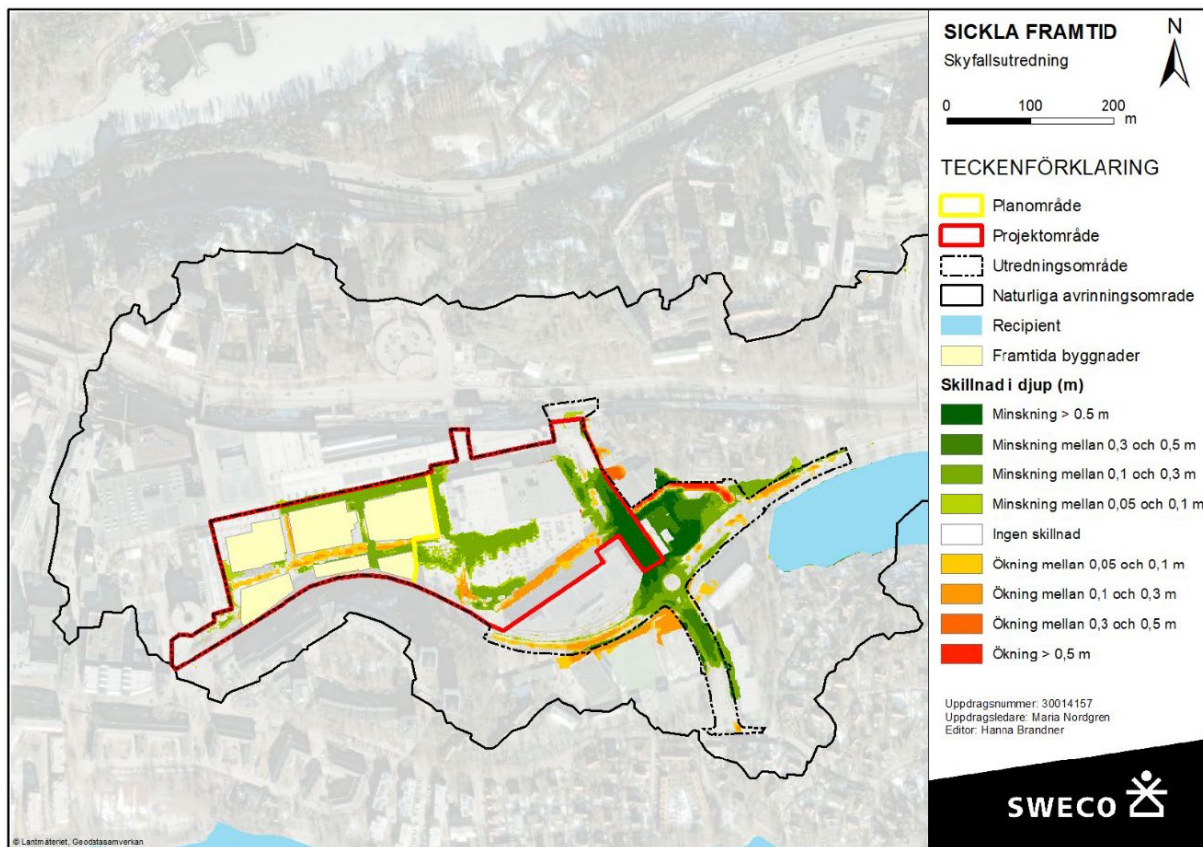 SICKLA FRAMTID
Skyfallsutredning
N
0 100 200
m
TECKENFÖRKLARING
Planområde
Projektområde
Utredningsområde
Naturliga avrinningsområde
Recipient
Framtida byggnader
Skillnad i djup (m)
Minskning > 0.5 m
Minskning mellan 0,3 och 0,5 m
Minskning mellan 0,1 och 0,3 m
Minskning mellan 0,05 och 0,1 m
Ingen skillnad
Ökning mellan 0,05 och 0,1 m
Ökning mellan 0,1 och 0,3 m
Ökning mellan 0,3 och 0,5 m
Ökning > 0,5 m
Uppdragsnummer: 30014157
Uppdragsledare: Maria Nordgren
Editor: Hanna Brandner
SWECO
© Lantmäteriet, Geodatasamverkan